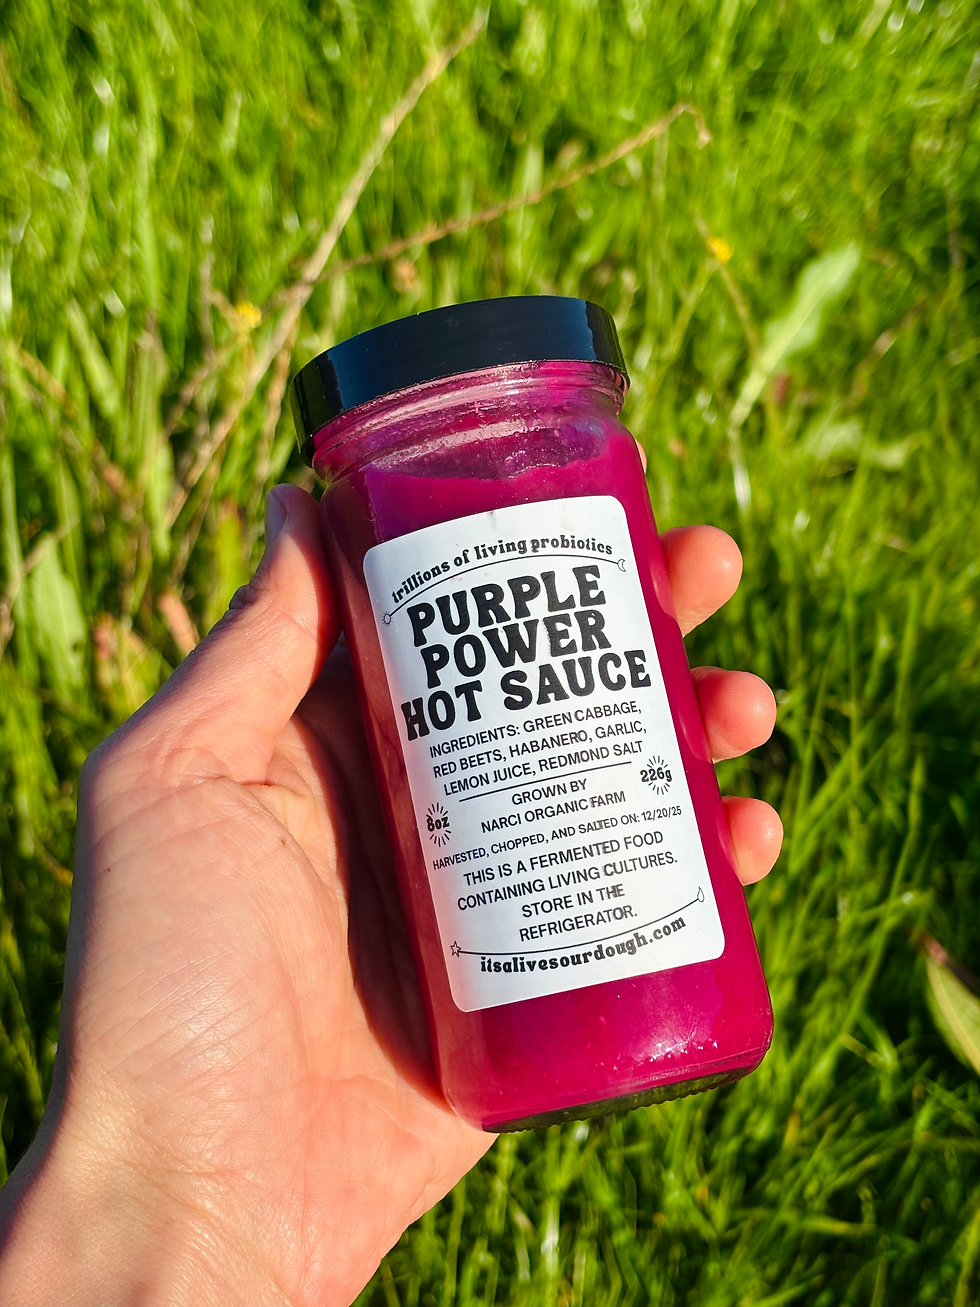 trillions of living probiotics
PURPLE
POWER
HOT SAUCE
INGREDIENTS: GREEN CABBAGE,
RED BEETS, HABANERO, GARLIC,
LEMON JUICE, REDMOND SALT
226g
GROWN BY
NARCI ORGANIC FARM
8oz
HARVESTED, CHOPPED, AND SALTED ON: 12/20/25
THIS IS A FERMENTED FOOD
CONTAINING LIVING CULTURES.
STORE IN THE
REFRIGERATOR.
itsalivesourdough.com